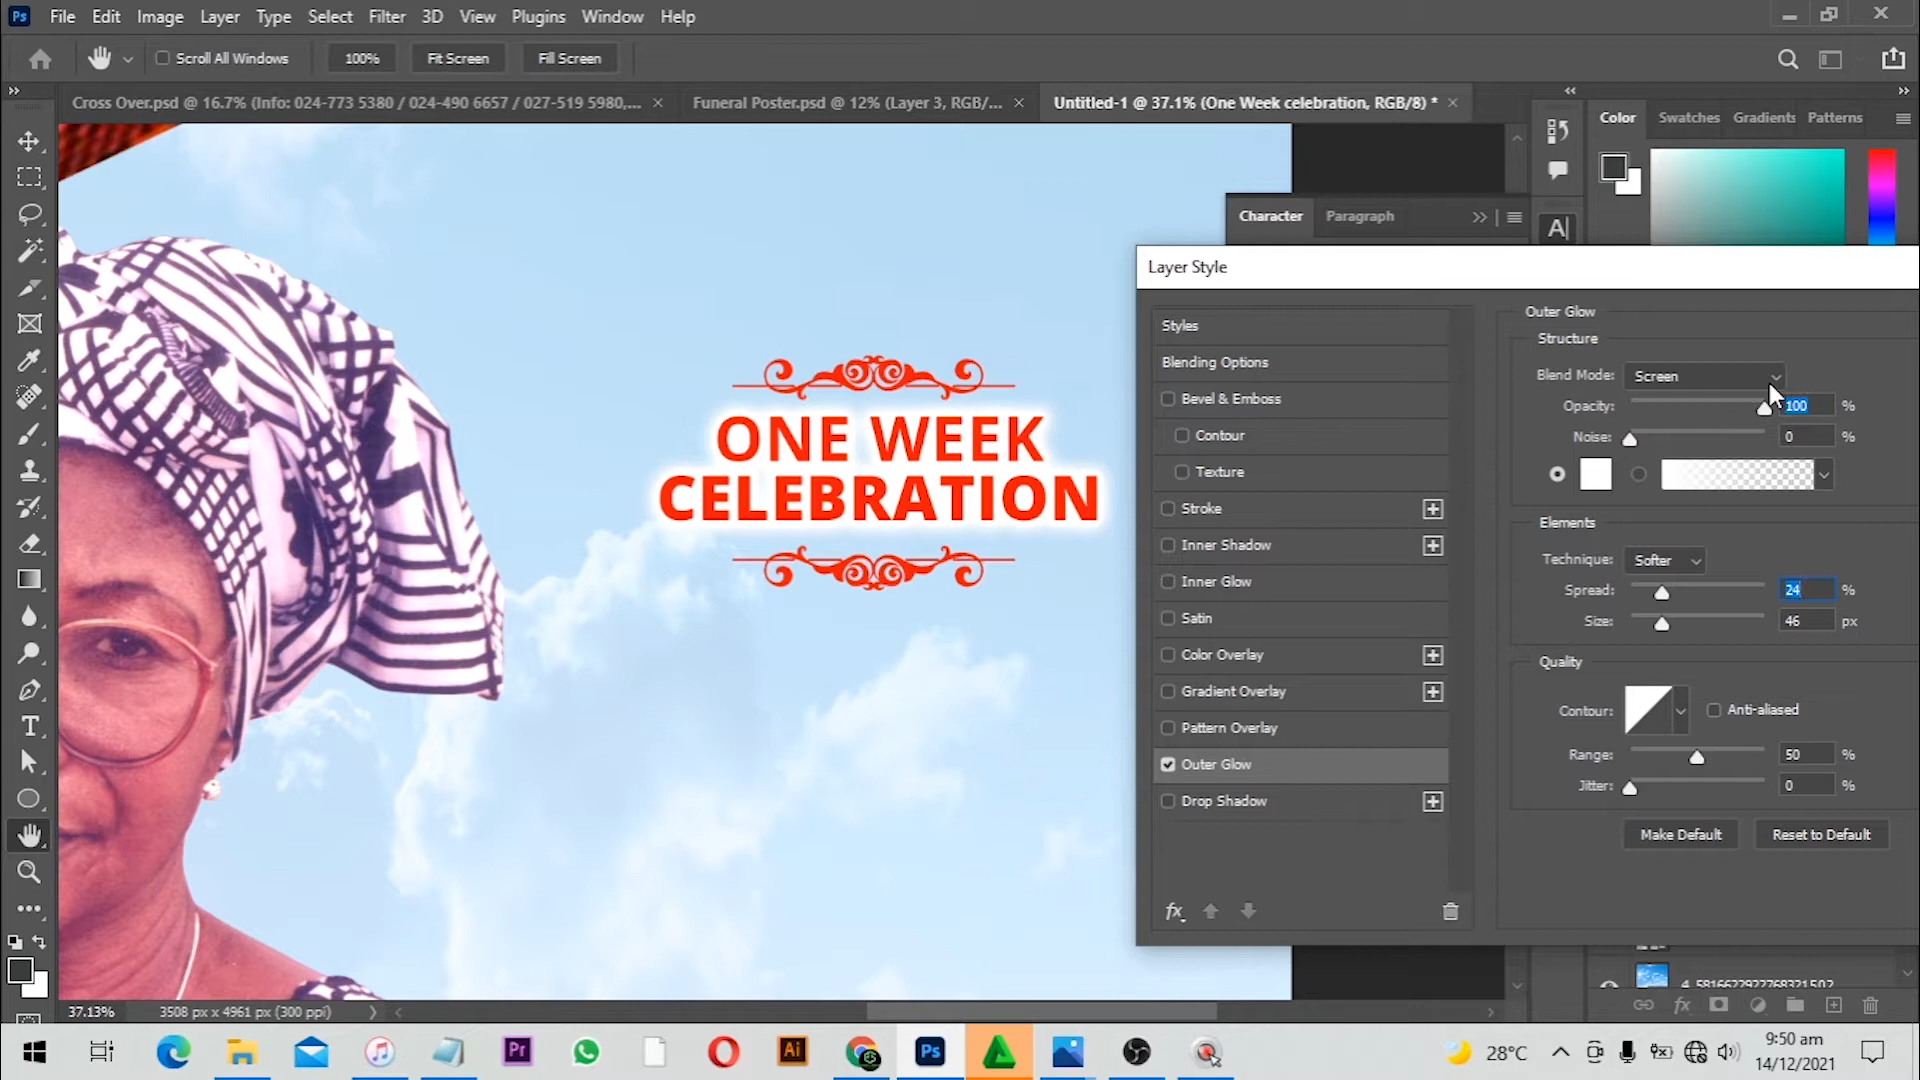 Ps File Edit Image Layer Type Select Filter 3D View Plugins Window Help
Scroll All Windows 100% Fit Screen Fill Screen
Cross Over.psd @ 16.7% (Info: 024-773 5380 / 024-490 6657 / 027-519 5980,... × Funeral Poster.psd @ 12% (Layer 3, RGB/... × Untitled-1 @ 37.1% (One Week celebration, RGB/8) * ×
Color Swatches Gradients Patterns
Character Paragraph
A|
Layer Style
Styles
Blending Options
Bevel & Emboss
Contour
Texture
Stroke
Inner Shadow
Inner Glow
Satin
Color Overlay
Gradient Overlay
Pattern Overlay
Outer Glow
Drop Shadow
fx
Outer Glow
Structure
Blend Mode: Screen
Opacity: 100 %
Noise: 0 %
Elements
Technique: Softer
Spread: 24 %
Size: 46 px
Quality
Contour: Anti-aliased
Range: 50 %
Jitter: 0 %
Make Default Reset to Default
ONE WEEK
CELEBRATION
T
fx
37.13% 3508 px x 4961 px (300 ppi)
Pr Ai Ps
28°C
9:50 am
14/12/2021